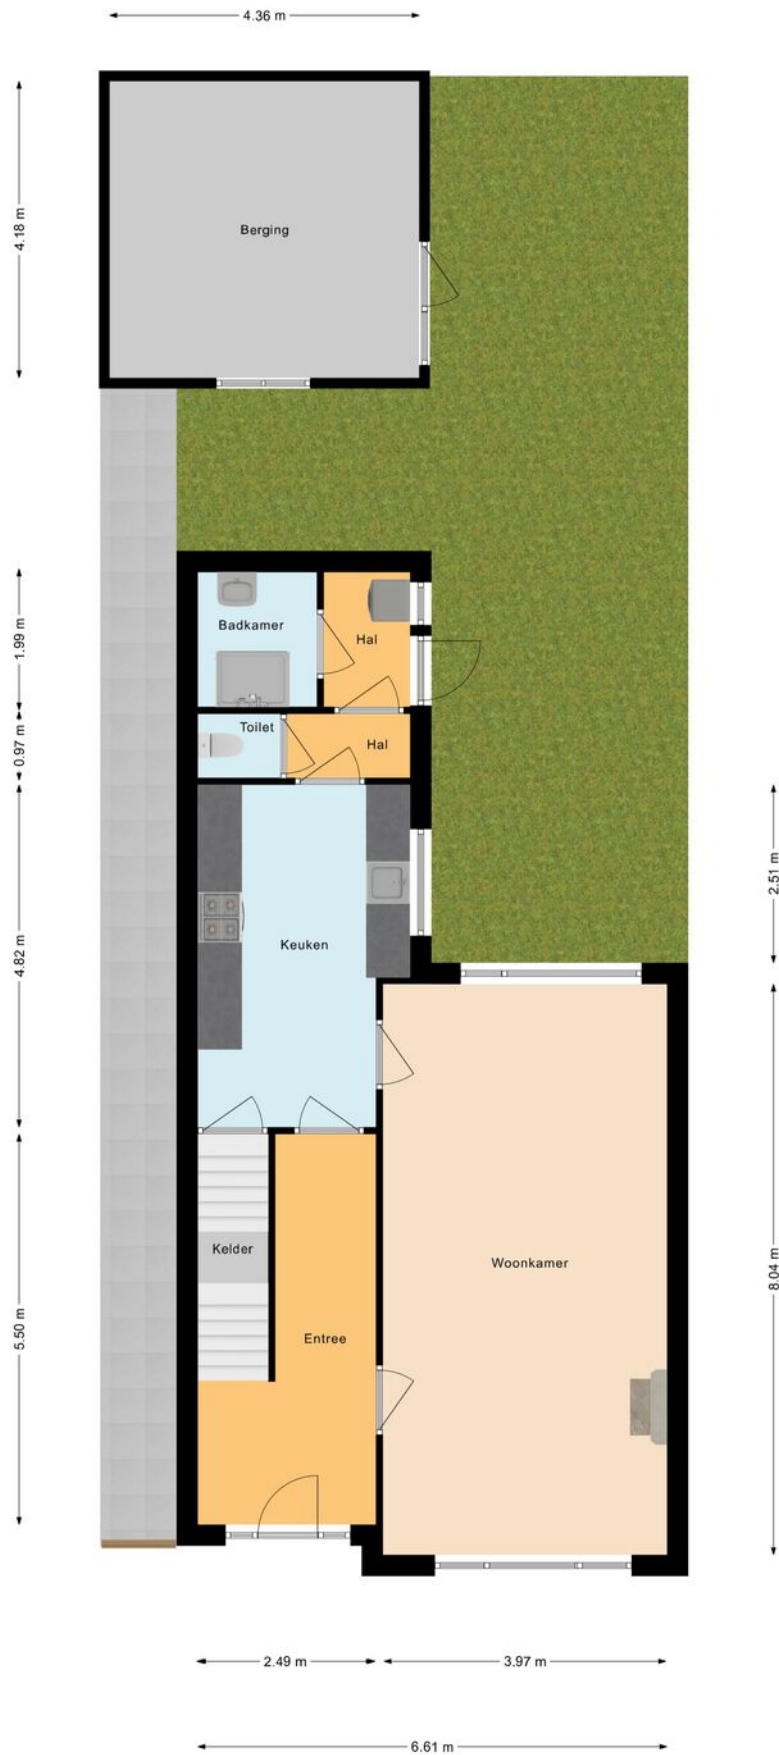 4.36 m
4.18 m
Berging
1.99 m
Badkamer
Hal
0.97 m
Toilet
Hal
2.51 m
4.82 m
Keuken
Kelder
Woonkamer
8.04 m
5.50 m
Entree
2.49 m
3.97 m
6.61 m